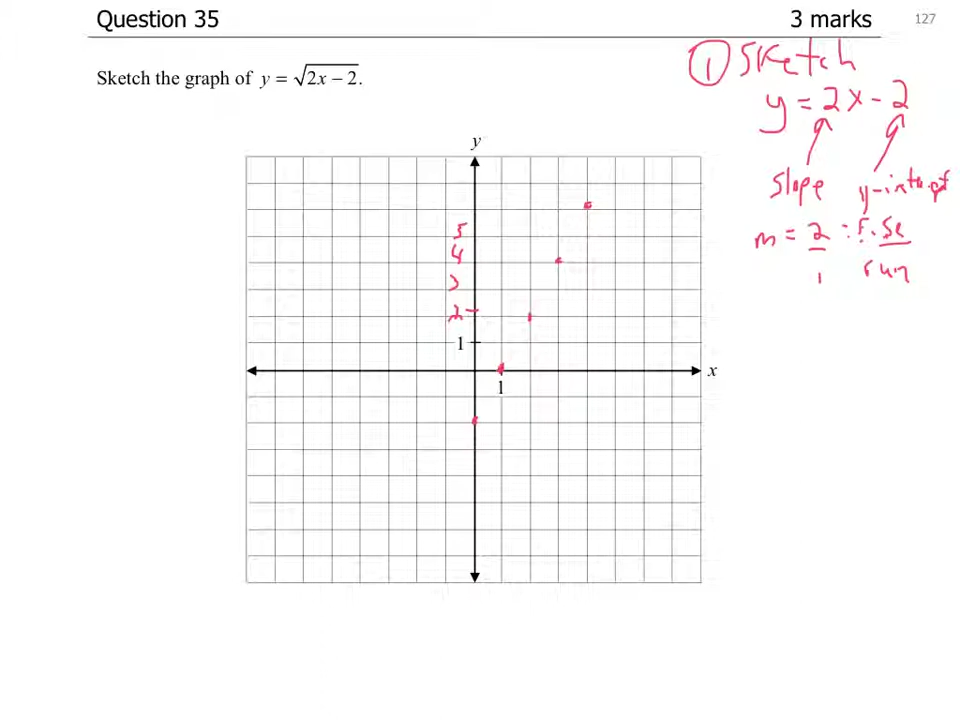 Question 35
3 marks
127
Sketch the graph of y = √(2x − 2).
① Sketch
y = 2x - 2
slope y-intercept
m = 2/1 : rise/run
y
5
4
3
2
1
x
1